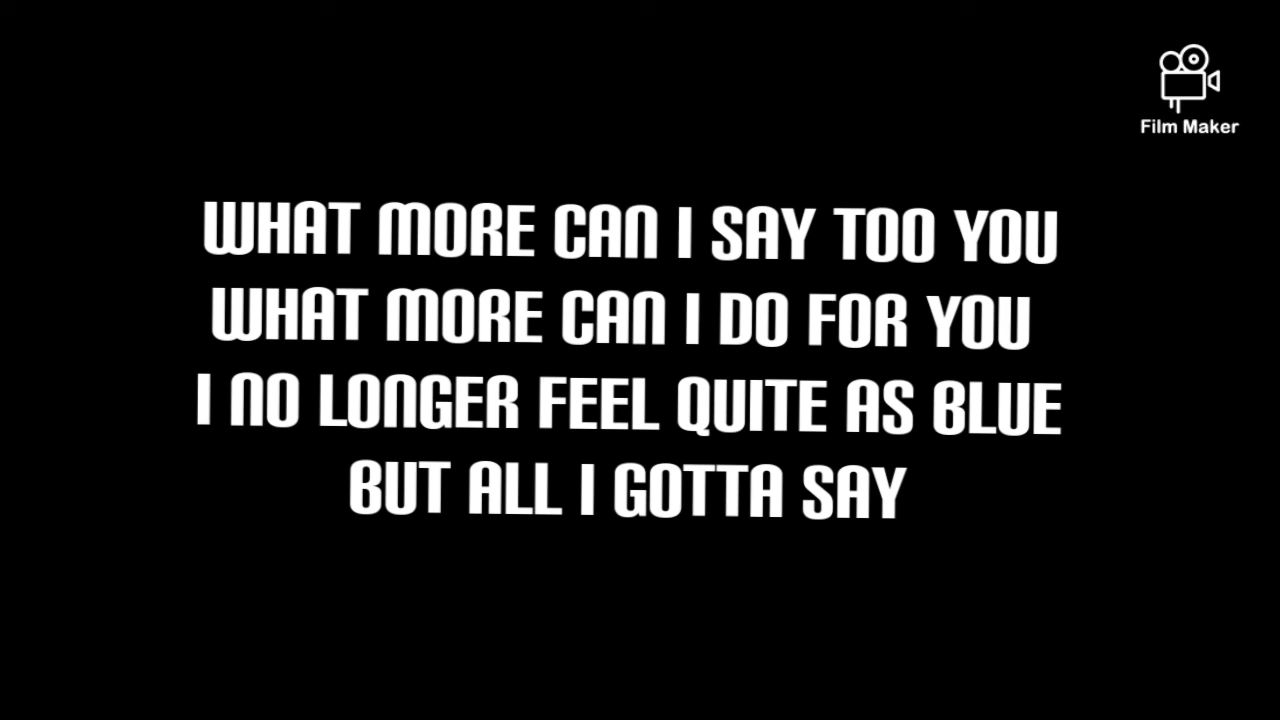 Film Maker
WHAT MORE CAN I SAY TOO YOU
WHAT MORE CAN I DO FOR YOU
I NO LONGER FEEL QUITE AS BLUE
BUT ALL I GOTTA SAY